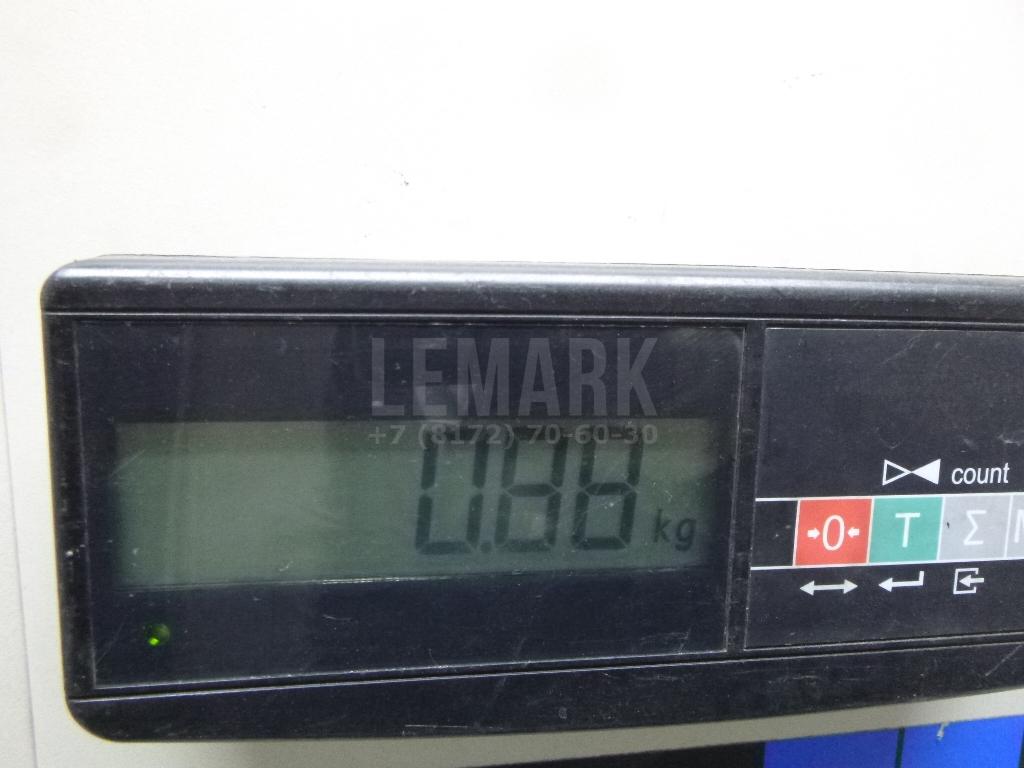 LEMARK
+7 (8172) 70-60-30
0.88 kg
count
0 T Σ